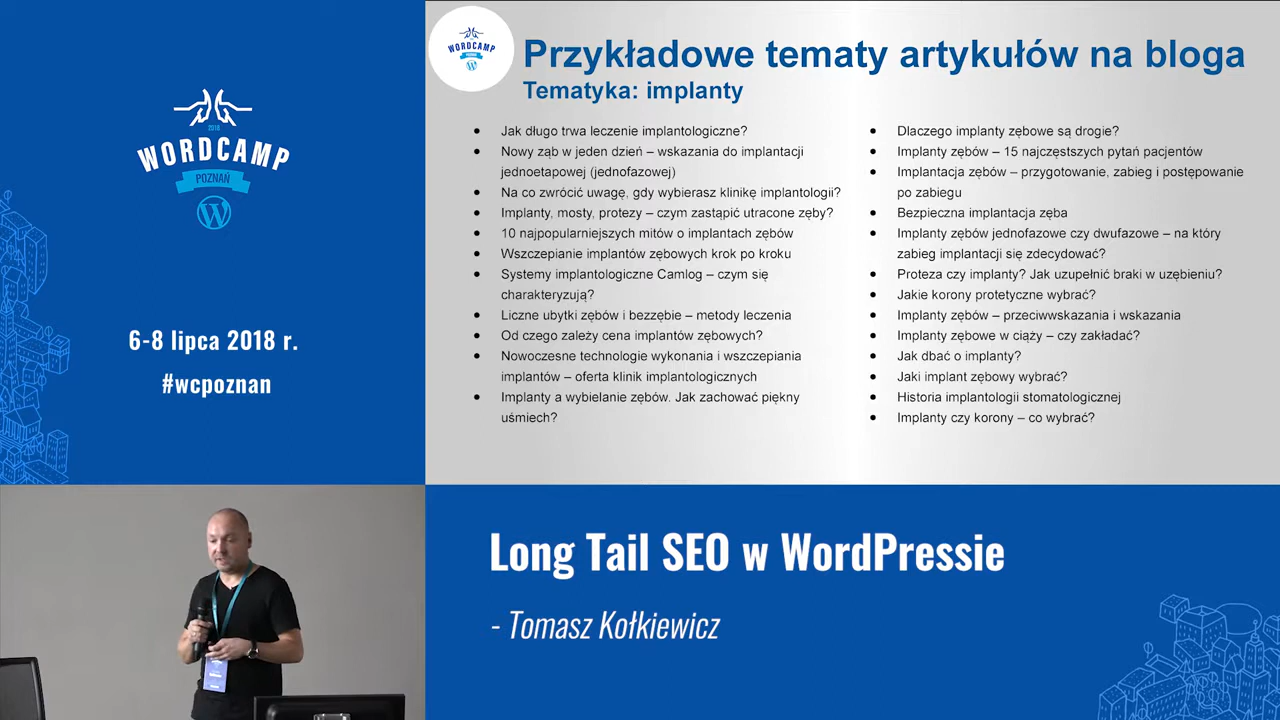 2018
WORDCAMP
POZNAŃ
6-8 lipca 2018 r.
#wcpoznan
WORDCAMP
Przykładowe tematy artykułów na bloga
Tematyka: implanty
Jak długo trwa leczenie implantologiczne?
Nowy ząb w jeden dzień – wskazania do implantacji
jednoetapowej (jednofazowej)
Na co zwrócić uwagę, gdy wybierasz klinikę implantologii?
Implanty, mosty, protezy – czym zastąpić utracone zęby?
10 najpopularniejszych mitów o implantach zębów
Wszczepianie implantów zębowych krok po kroku
Systemy implantologiczne Camlog – czym się
charakteryzują?
Liczne ubytki zębów i bezzębie – metody leczenia
Od czego zależy cena implantów zębowych?
Nowoczesne technologie wykonania i wszczepiania
implantów – oferta klinik implantologicznych
Implanty a wybielanie zębów. Jak zachować piękny
uśmiech?
Dlaczego implanty zębowe są drogie?
Implanty zębów – 15 najczęstszych pytań pacjentów
Implantacja zębów – przygotowanie, zabieg i postępowanie
po zabiegu
Bezpieczna implantacja zęba
Implanty zębów jednofazowe czy dwufazowe – na który
zabieg implantacji się zdecydować?
Proteza czy implanty? Jak uzupełnić braki w uzębieniu?
Jakie korony protetyczne wybrać?
Implanty zębów – przeciwwskazania i wskazania
Implanty zębowe w ciąży – czy zakładać?
Jak dbać o implanty?
Jaki implant zębowy wybrać?
Historia implantologii stomatologicznej
Implanty czy korony – co wybrać?
Long Tail SEO w WordPressie
- Tomasz Kołkiewicz